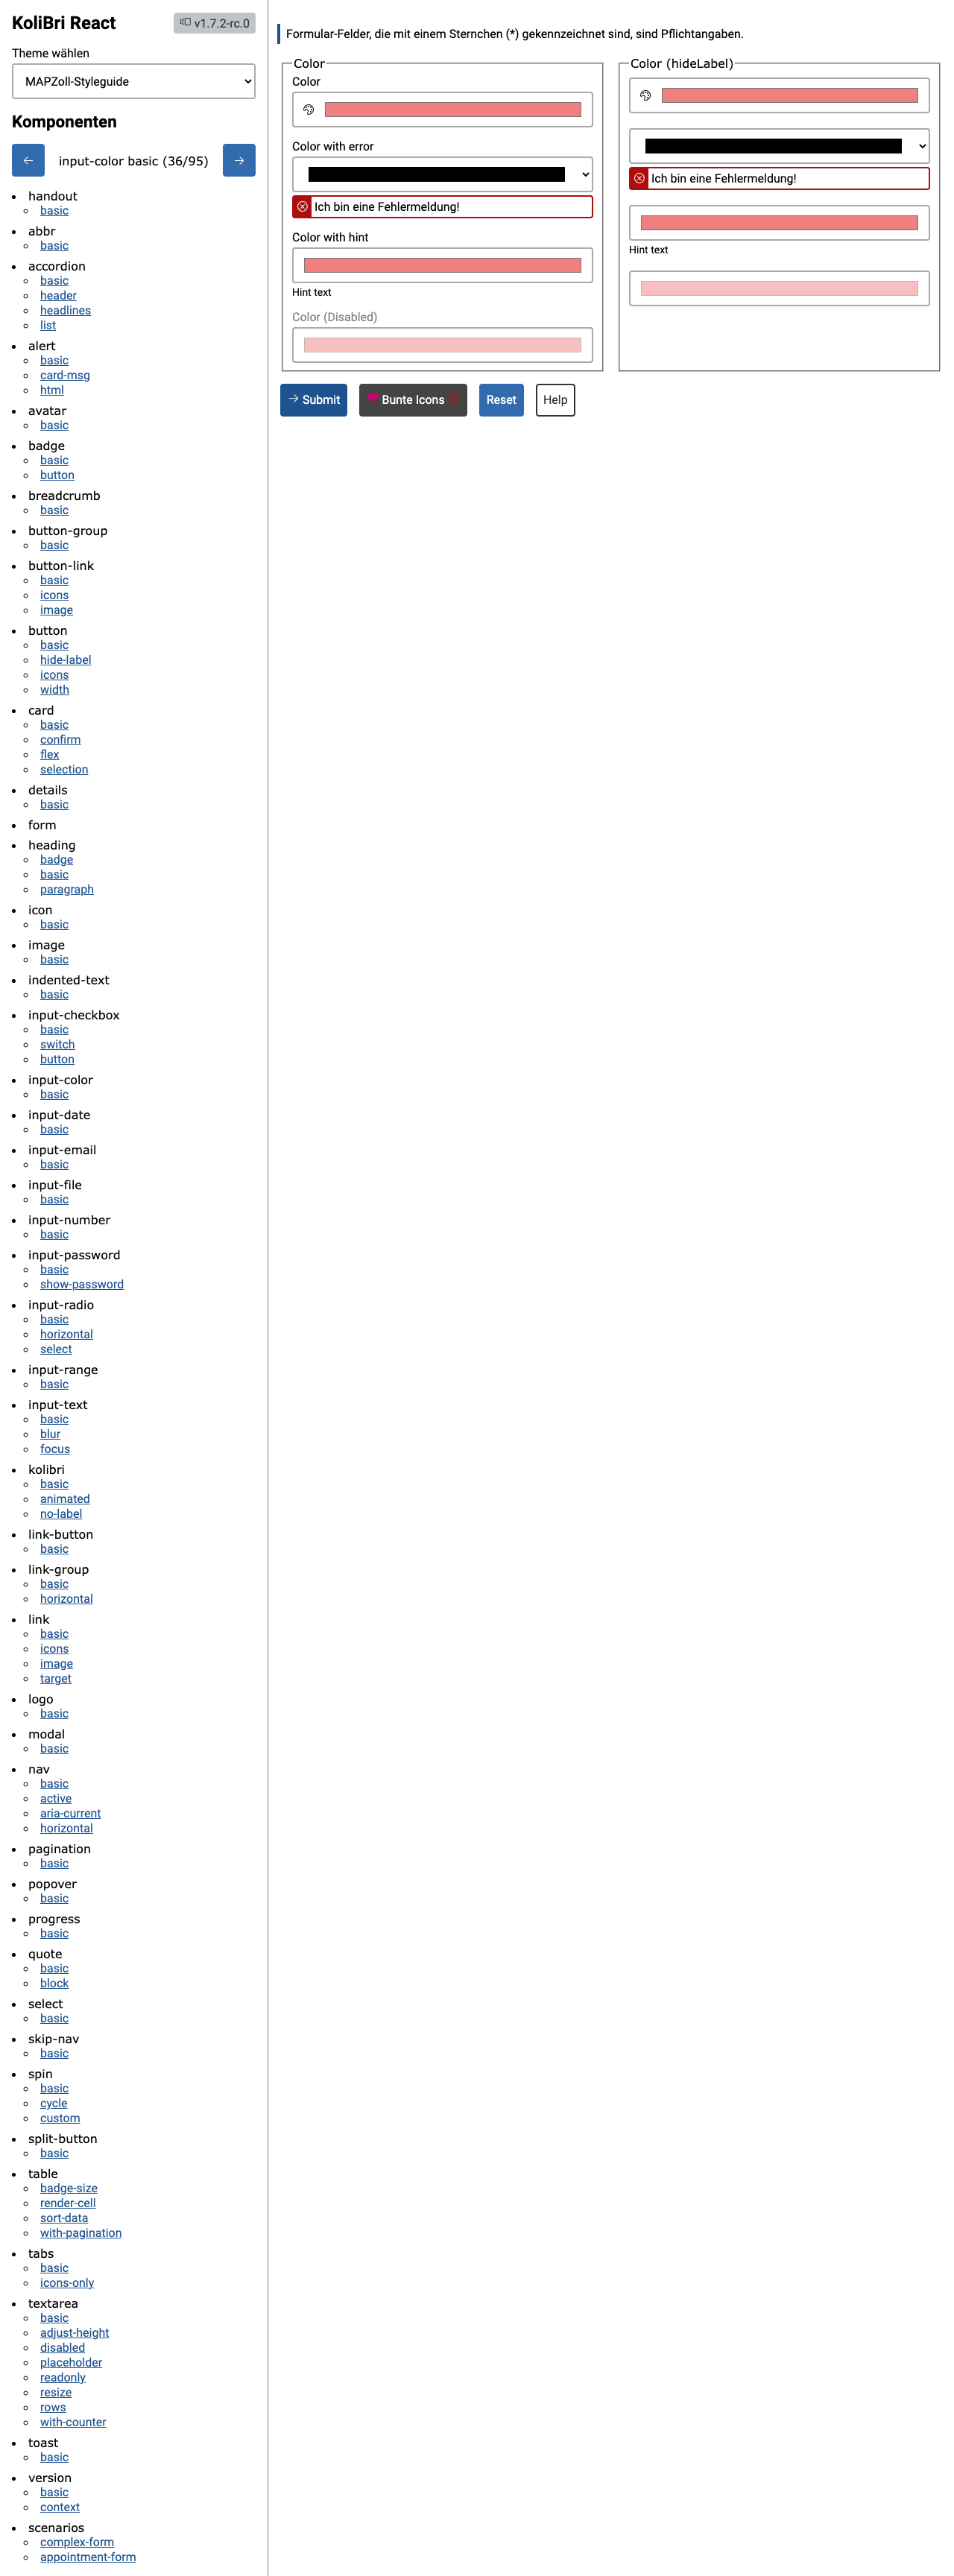 KoliBri React
v1.7.2-rc.0
Theme wählen
MAPZoll-Styleguide
Komponenten
input-color basic (36/95)
handout
basic
abbr
basic
accordion
basic
header
headlines
list
alert
basic
card-msg
html
avatar
basic
badge
basic
button
breadcrumb
basic
button-group
basic
button-link
basic
icons
image
button
basic
hide-label
icons
width
card
basic
confirm
flex
selection
details
basic
form
heading
badge
basic
paragraph
icon
basic
image
basic
indented-text
basic
input-checkbox
basic
switch
button
input-color
basic
input-date
basic
input-email
basic
input-file
basic
input-number
basic
input-password
basic
show-password
input-radio
basic
horizontal
select
input-range
basic
input-text
basic
blur
focus
kolibri
basic
animated
no-label
link-button
basic
link-group
basic
horizontal
link
basic
icons
image
target
logo
basic
modal
basic
nav
basic
active
aria-current
horizontal
pagination
basic
popover
basic
progress
basic
quote
basic
block
select
basic
skip-nav
basic
spin
basic
cycle
custom
split-button
basic
table
badge-size
render-cell
sort-data
with-pagination
tabs
basic
icons-only
textarea
basic
adjust-height
disabled
placeholder
readonly
resize
rows
with-counter
toast
basic
version
basic
context
scenarios
complex-form
appointment-form
Formular-Felder, die mit einem Sternchen (*) gekennzeichnet sind, sind Pflichtangaben.
Color
Color
Color with error
Ich bin eine Fehlermeldung!
Color with hint
Hint text
Color (Disabled)
Color (hideLabel)
Ich bin eine Fehlermeldung!
Hint text
Submit
Bunte Icons
Reset
Help